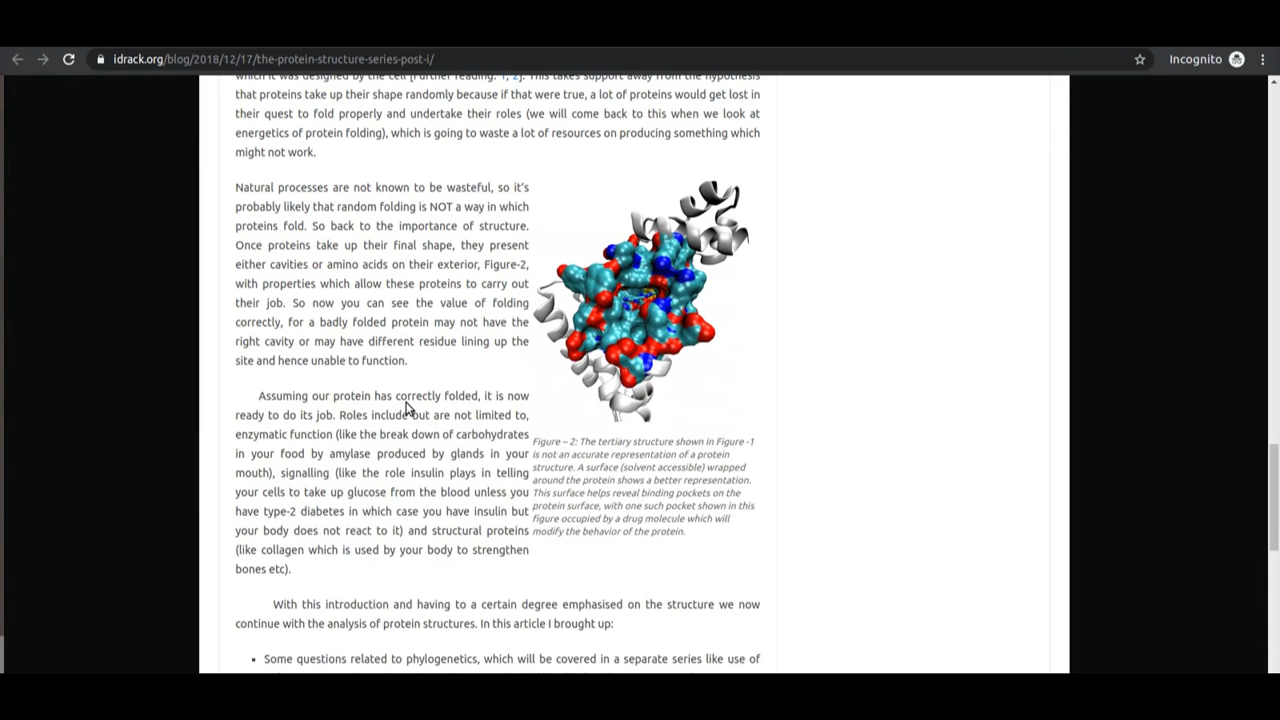 idrack.org/blog/2018/12/17/the-protein-structure-series-post-i/
Incognito
which it was designed by the cell [Further reading: 1, 2]. This takes support away from the hypothesis
that proteins take up their shape randomly because if that were true, a lot of proteins would get lost in
their quest to fold properly and undertake their roles (we will come back to this when we look at
energetics of protein folding), which is going to waste a lot of resources on producing something which
might not work.
Natural processes are not known to be wasteful, so it's
probably likely that random folding is NOT a way in which
proteins fold. So back to the importance of structure.
Once proteins take up their final shape, they present
either cavities or amino acids on their exterior, Figure-2,
with properties which allow these proteins to carry out
their job. So now you can see the value of folding
correctly, for a badly folded protein may not have the
right cavity or may have different residue lining up the
site and hence unable to function.
Assuming our protein has correctly folded, it is now
ready to do its job. Roles include but are not limited to,
enzymatic function (like the break down of carbohydrates
in your food by amylase produced by glands in your
mouth), signalling (like the role insulin plays in telling
your cells to take up glucose from the blood unless you
have type-2 diabetes in which case you have insulin but
your body does not react to it) and structural proteins
(like collagen which is used by your body to strengthen
bones etc).
Figure – 2: The tertiary structure shown in Figure -1
is not an accurate representation of a protein
structure. A surface (solvent accessible) wrapped
around the protein shows a better representation.
This surface helps reveal binding pockets on the
protein surface, with one such pocket shown in this
figure occupied by a drug molecule which will
modify the behavior of the protein.
With this introduction and having to a certain degree emphasised on the structure we now
continue with the analysis of protein structures. In this article I brought up:
▪ Some questions related to phylogenetics, which will be covered in a separate series like use of